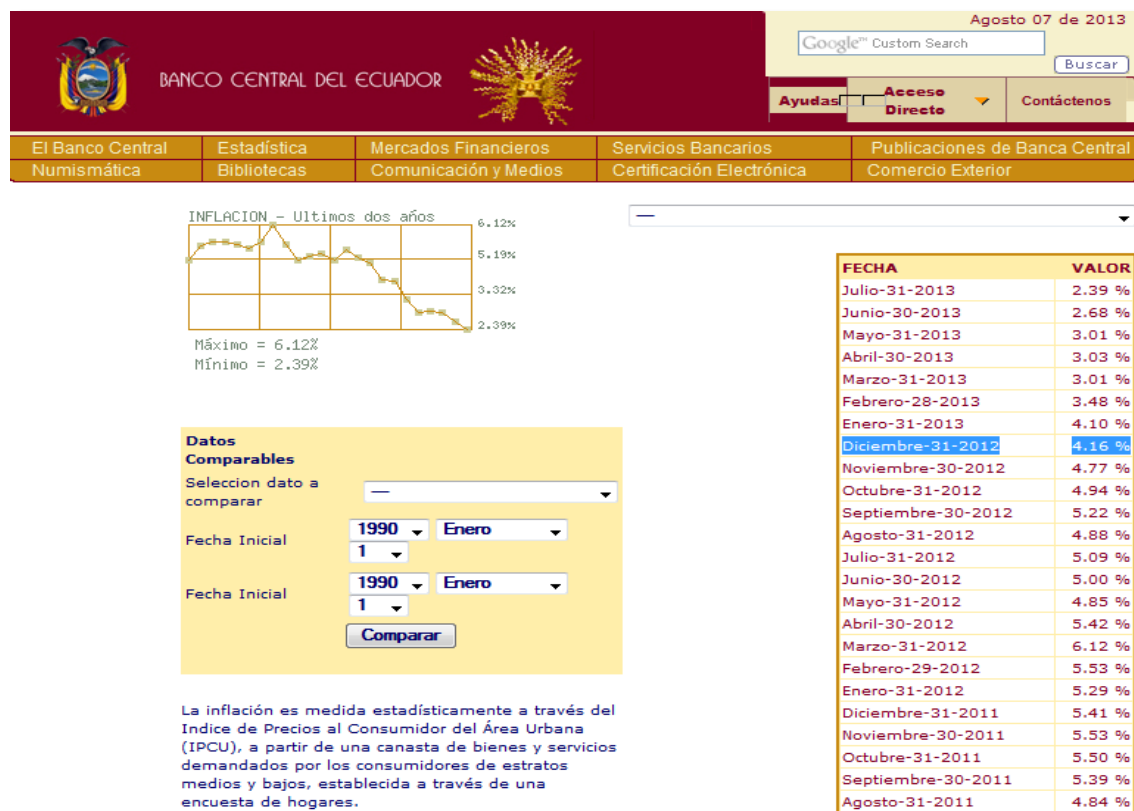 Agosto 07 de 2013
Google™ Custom Search
Buscar
BANCO CENTRAL DEL ECUADOR
Ayudas
Acceso
Directo
Contáctenos
El Banco Central Estadística Mercados Financieros Servicios Bancarios Publicaciones de Banca Central
Numismática Bibliotecas Comunicación y Medios Certificación Electrónica Comercio Exterior
INFLACION - Ultimos dos años
6.12%
5.19%
3.32%
2.39%
Máximo = 6.12%
Mínimo = 2.39%
Datos
Comparables
Seleccion dato a
comparar
—
Fecha Inicial
1990 Enero
1
Fecha Inicial
1990 Enero
1
Comparar
La inflación es medida estadísticamente a través del
Indice de Precios al Consumidor del Área Urbana
(IPCU), a partir de una canasta de bienes y servicios
demandados por los consumidores de estratos
medios y bajos, establecida a través de una
encuesta de hogares.
—
FECHA VALOR
Julio-31-2013 2.39 %
Junio-30-2013 2.68 %
Mayo-31-2013 3.01 %
Abril-30-2013 3.03 %
Marzo-31-2013 3.01 %
Febrero-28-2013 3.48 %
Enero-31-2013 4.10 %
Diciembre-31-2012 4.16 %
Noviembre-30-2012 4.77 %
Octubre-31-2012 4.94 %
Septiembre-30-2012 5.22 %
Agosto-31-2012 4.88 %
Julio-31-2012 5.09 %
Junio-30-2012 5.00 %
Mayo-31-2012 4.85 %
Abril-30-2012 5.42 %
Marzo-31-2012 6.12 %
Febrero-29-2012 5.53 %
Enero-31-2012 5.29 %
Diciembre-31-2011 5.41 %
Noviembre-30-2011 5.53 %
Octubre-31-2011 5.50 %
Septiembre-30-2011 5.39 %
Agosto-31-2011 4.84 %